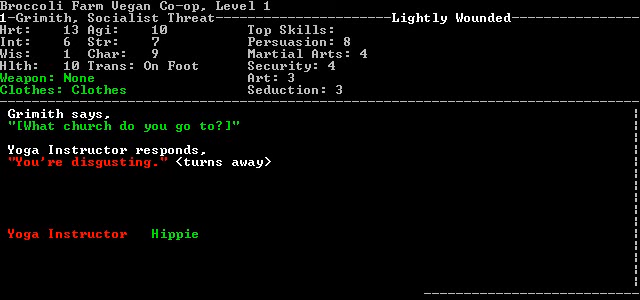 Broccoli Farm Vegan Co-op, Level 1
1-Grimith, Socialist Threat Lightly Wounded
Hrt: 13 Agi: 10 Top Skills:
Int: 6 Str: 7 Persuasion: 8
Wis: 1 Char: 9 Martial Arts: 4
Hlth: 10 Trans: On Foot Security: 4
Weapon: None Art: 3
Clothes: Clothes Seduction: 3
Grimith says,
"[What church do you go to?]"
Yoga Instructor responds,
"You're disgusting." <turns away>
Yoga Instructor Hippie